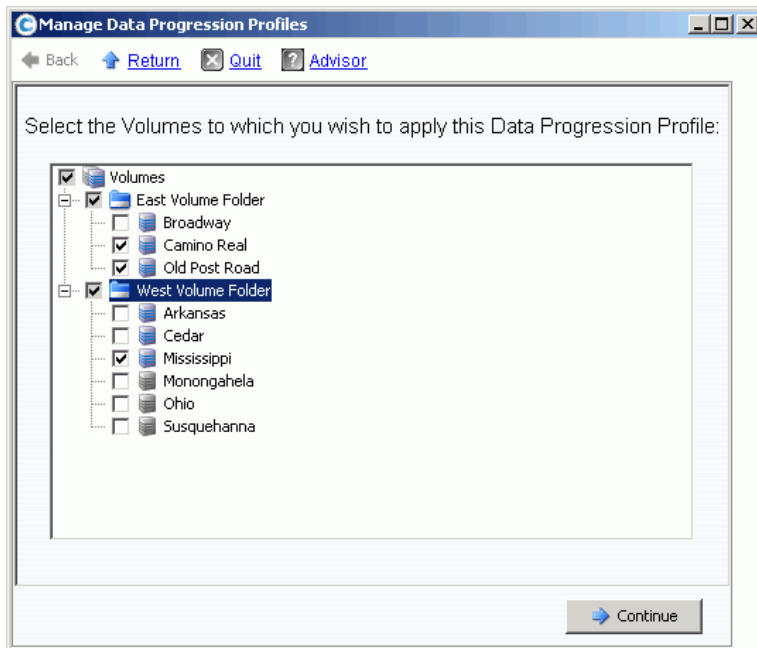 Manage Data Progression Profiles
Back Return Quit Advisor
Select the Volumes to which you wish to apply this Data Progression Profile:
Volumes
East Volume Folder
Broadway
Camino Real
Old Post Road
West Volume Folder
Arkansas
Cedar
Mississippi
Monongahela
Ohio
Susquehanna
Continue